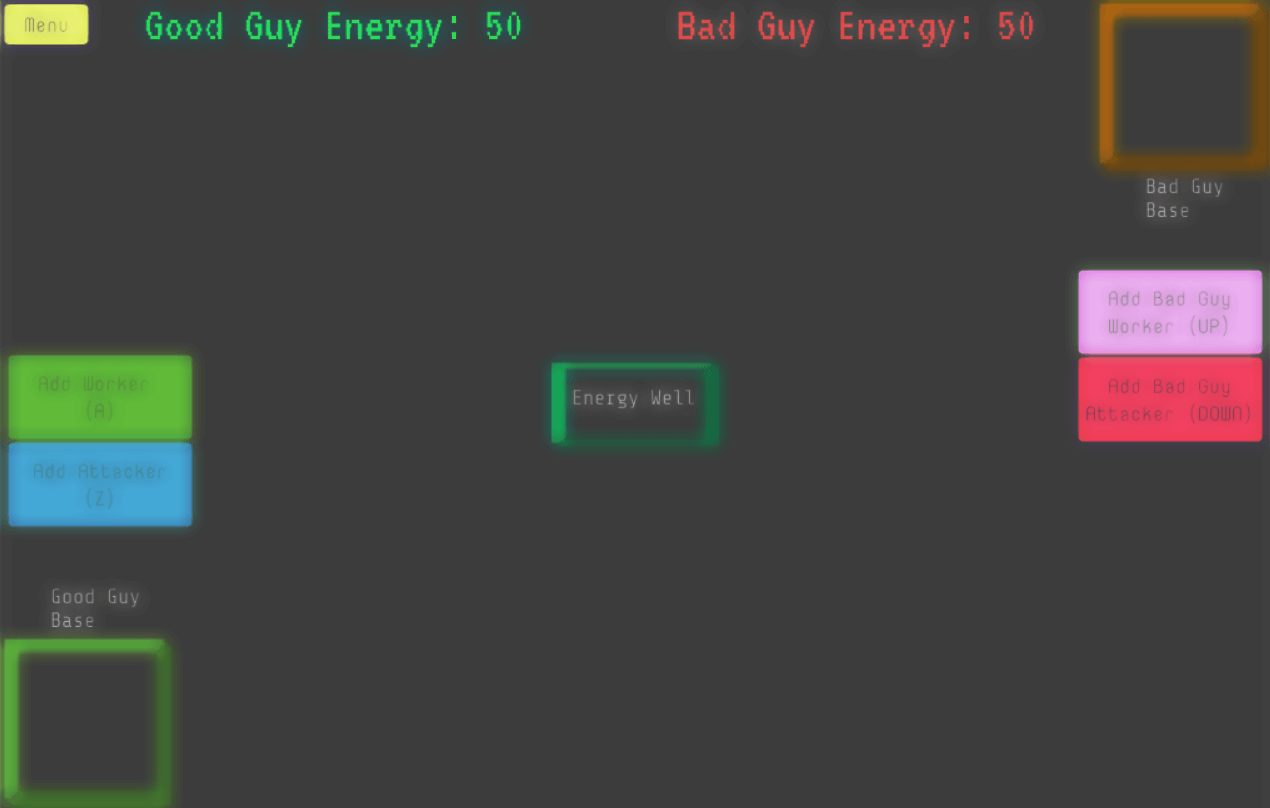 Menu
Good Guy Energy: 50
Bad Guy Energy: 50
Bad Guy
Base
Add Bad Guy
Worker (UP)
Add Worker
(A)
Energy Well
Add Bad Guy
Attacker (DOWN)
Add Attacker
(Z)
Good Guy
Base